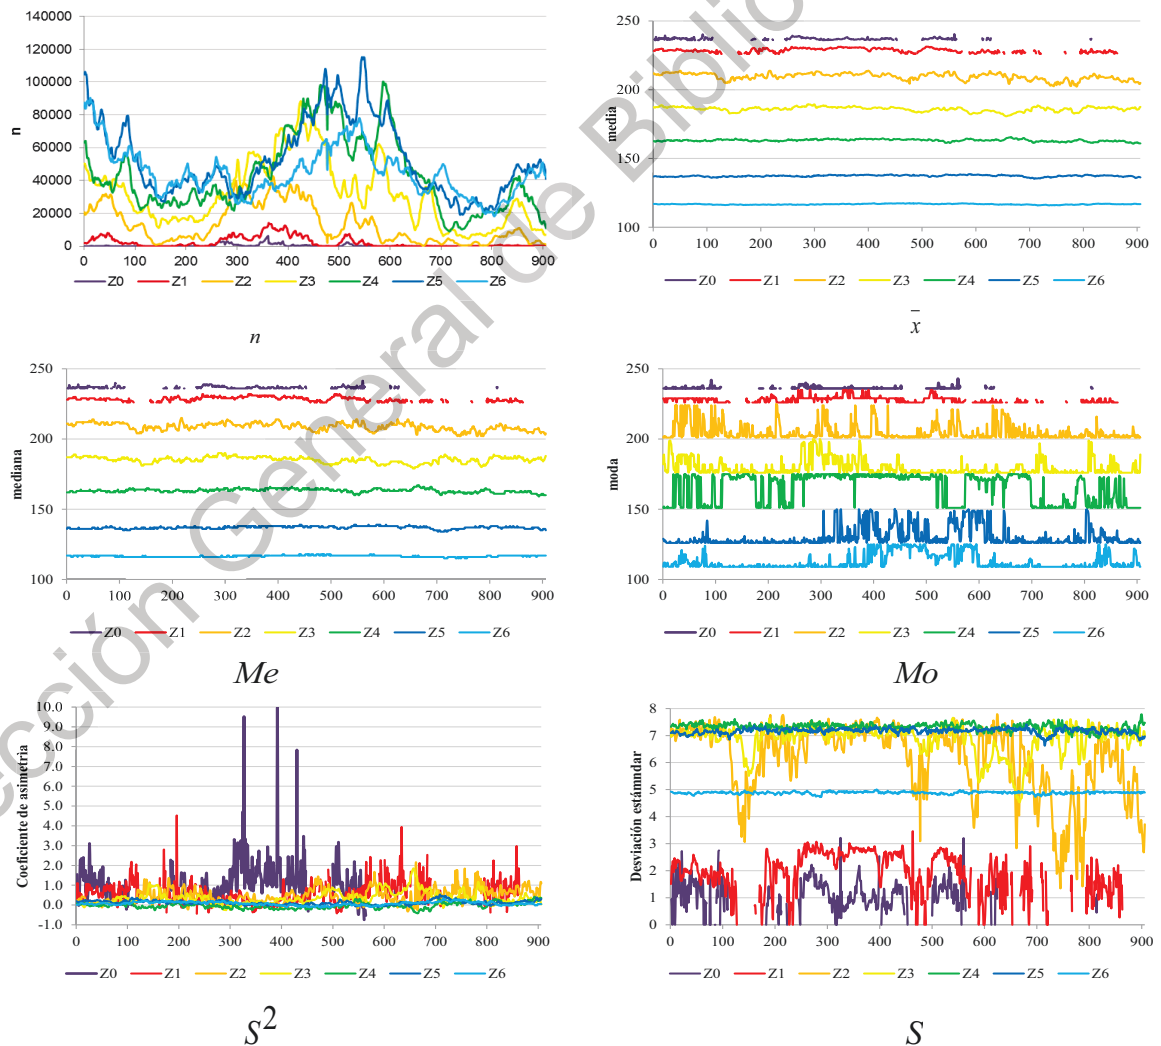 140000
120000
100000
80000
60000
40000
20000
0
n
0 100 200 300 400 500 600 700 800 900
Z0 Z1 Z2 Z3 Z4 Z5 Z6
n
250
200
150
100
media
0 100 200 300 400 500 600 700 800 900
Z0 Z1 Z2 Z3 Z4 Z5 Z6
x̄
250
200
150
100
mediana
0 100 200 300 400 500 600 700 800 900
Z0 Z1 Z2 Z3 Z4 Z5 Z6
Me
250
200
150
100
moda
0 100 200 300 400 500 600 700 800 900
Z0 Z1 Z2 Z3 Z4 Z5 Z6
Mo
10.0
9.0
8.0
7.0
6.0
5.0
4.0
3.0
2.0
1.0
0.0
-1.0
Coeficiente de asimetria
0 100 200 300 400 500 600 700 800 900
Z0 Z1 Z2 Z3 Z4 Z5 Z6
S²
8
7
6
5
4
3
2
1
0
Desviación estámndar
0 100 200 300 400 500 600 700 800 900
Z0 Z1 Z2 Z3 Z4 Z5 Z6
S
ección General de Biblio